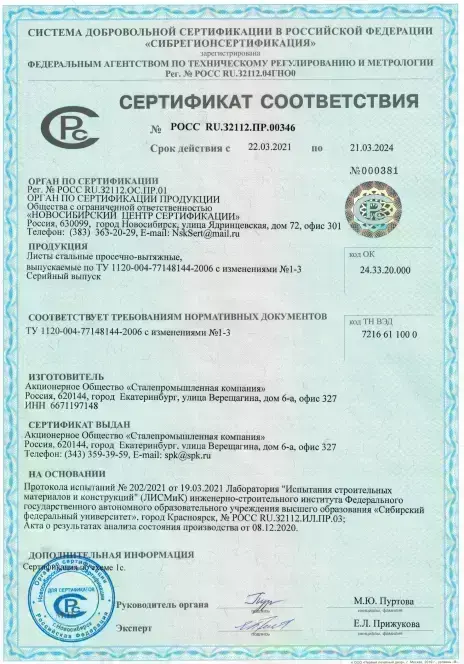 СИСТЕМА ДОБРОВОЛЬНОЙ СЕРТИФИКАЦИИ В РОССИЙСКОЙ ФЕДЕРАЦИИ
«СИБРЕГИОНСЕРТИФИКАЦИЯ»
зарегистрировано
ФЕДЕРАЛЬНЫМ АГЕНТСТВОМ ПО ТЕХНИЧЕСКОМУ РЕГУЛИРОВАНИЮ И МЕТРОЛОГИИ
Рег. № РОСС RU.32112.04ГНО0
СЕРТИФИКАТ СООТВЕТСТВИЯ
№ РОСС RU.32112.ПР.00346
Срок действия с 22.03.2021 по 21.03.2024
№000381
ОРГАН ПО СЕРТИФИКАЦИИ
Рег. № РОСС RU.32112.ОС.ПР.01
ОРГАН ПО СЕРТИФИКАЦИИ ПРОДУКЦИИ
Общества с ограничерной ответственностью
«НОВОСИБИРСКИЙ ЦЕНТР СЕРТИФИКАЦИИ»
Россия, 630099, город Новосибирск, улица Ядринцевская, дом 72, офис 301
Телефон: (383) 363-20-29, E-mail: NskSert@mail.ru
ПРОДУКЦИЯ
Листы стальные просечно-вытяжные,
выпускаемые по ТУ 1120-004-77148144-2006 с изменениями №1-3
Серийный выпуск
код ОК
24.33.20.000
СООТВЕТСТВУЕТ ТРЕБОВАНИЯМ НОРМАТИВНЫХ ДОКУМЕНТОВ
ТУ 1120-004-77148144-2006 с изменениями №1-3
код ТН ВЭД
7216 61 100 0
ИЗГОТОВИТЕЛЬ
Акционерное Общество «Сталепромышленная компания»
Россия, 620144, город Екатеринбург, улица Верещагина, дом 6-а, офис 327
ИНН 6671197148
СЕРТИФИКАТ ВЫДАН
Акционерное Общество «Сталепромышленная компания»
Россия, 620144, город Екатеринбург, улица Верещагина, дом 6-а, офис 327
Телефон: (343) 359-39-59, E-mail: spk@spk.ru
НА ОСНОВАНИИ
Протокола испытаний № 202/2021 от 19.03.2021 Лаборатория "Испытания строительных
материалов и конструкций" (ЛИСМиК) инженерно-строительного института Федерального
государственного автономного образовательного учреждения высшего образования «Сибирский
федеральный университет», город Красноярск, № РОСС RU.32112.ИЛ.ПР.03;
Акта о результатах анализа состояния производства от 08.12.2020.
ДОПОЛНИТЕЛЬНАЯ ИНФОРМАЦИЯ
Сертификация по схеме 1с.
Руководитель органа
М.Ю. Пуртова
Эксперт
Е.Л. Прижукова
г.Новосибирск
Российская Федерация